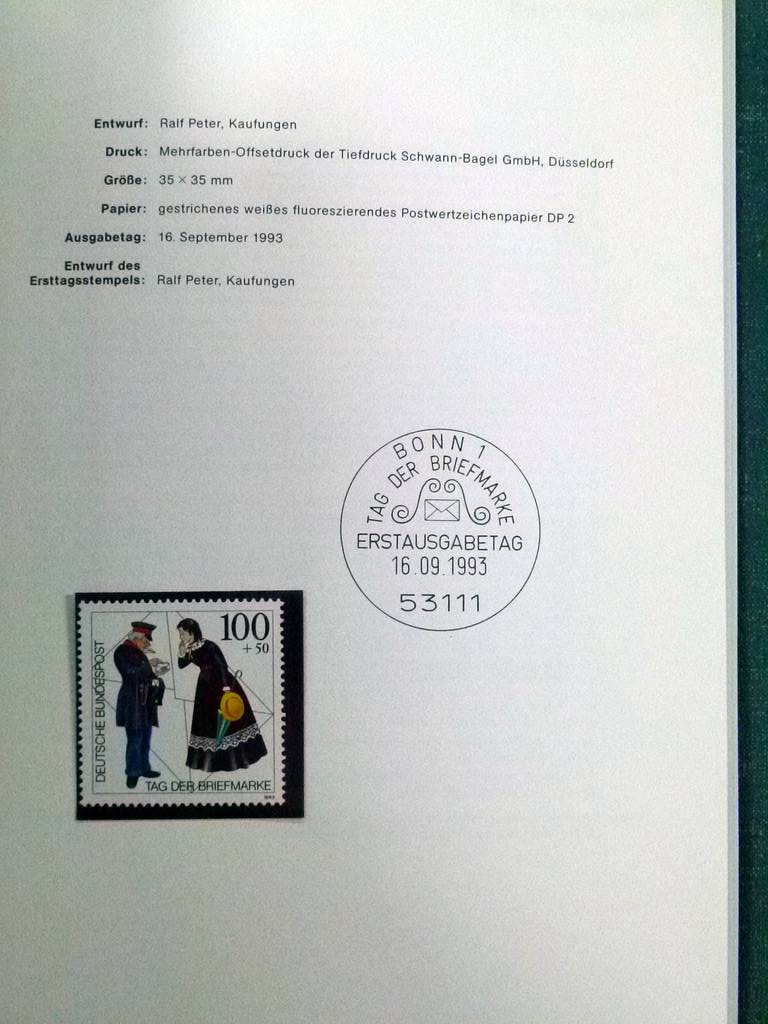 Entwurf: Ralf Peter, Kaufungen
Druck: Mehrfarben-Offsetdruck der Tiefdruck Schwann-Bagel GmbH, Düsseldorf
Größe: 35 × 35 mm
Papier: gestrichenes weißes fluoreszierendes Postwertzeichenpapier DP 2
Ausgabetag: 16. September 1993
Entwurf des
Ersttagsstempels: Ralf Peter, Kaufungen
BONN 1
TAG DER BRIEFMARKE
ERSTAUSGABETAG
16.09.1993
53111
100
+50
DEUTSCHE BUNDESPOST
TAG DER BRIEFMARKE
1993